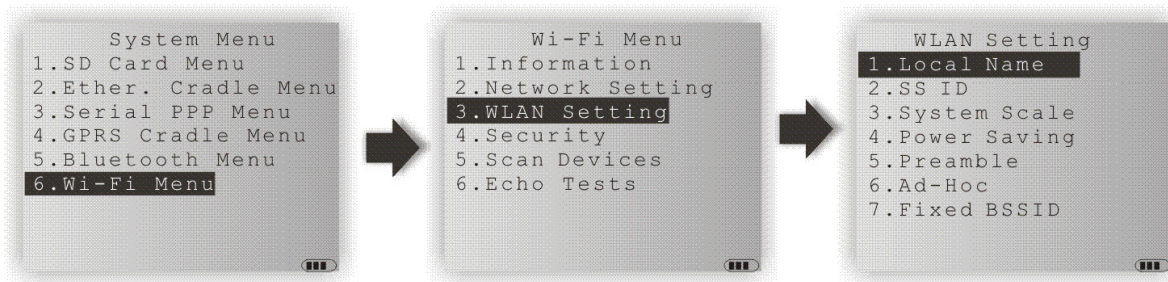 System Menu
1.SD Card Menu
2.Ether. Cradle Menu
3.Serial PPP Menu
4.GPRS Cradle Menu
5.Bluetooth Menu
6.Wi-Fi Menu
Wi-Fi Menu
1.Information
2.Network Setting
3.WLAN Setting
4.Security
5.Scan Devices
6.Echo Tests
WLAN Setting
1.Local Name
2.SS ID
3.System Scale
4.Power Saving
5.Preamble
6.Ad-Hoc
7.Fixed BSSID